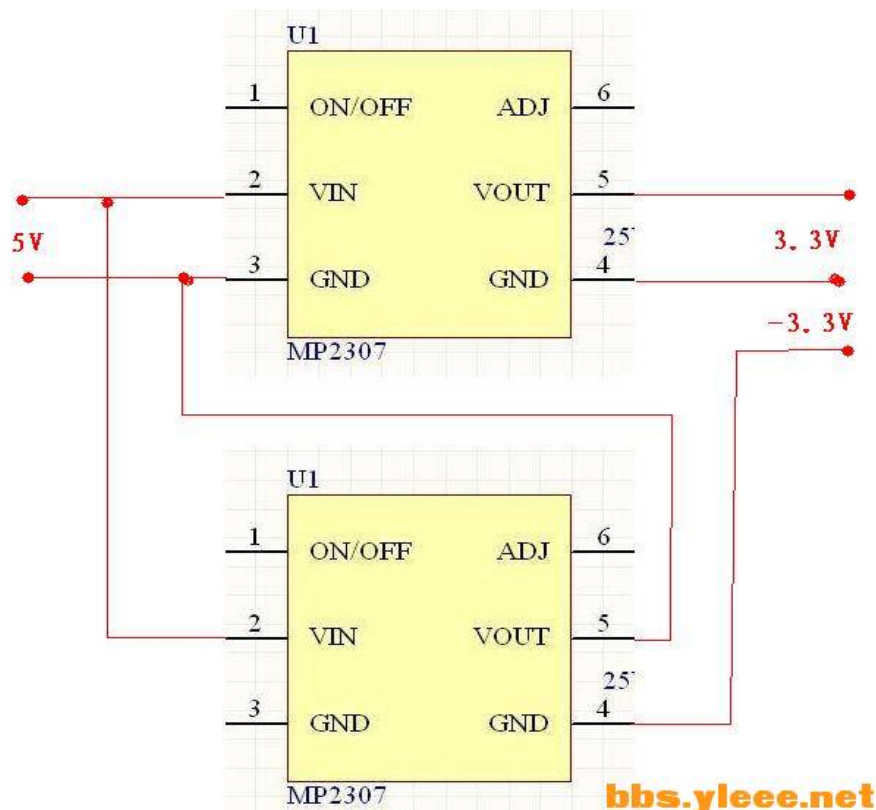 U1
1 ON/OFF ADJ 6
2 VIN VOUT 5
5V 25 3.3V
3 GND GND 4
-3.3V
MP2307
U1
1 ON/OFF ADJ 6
2 VIN VOUT 5
25
3 GND GND 4
MP2307
bbs.yleee.net